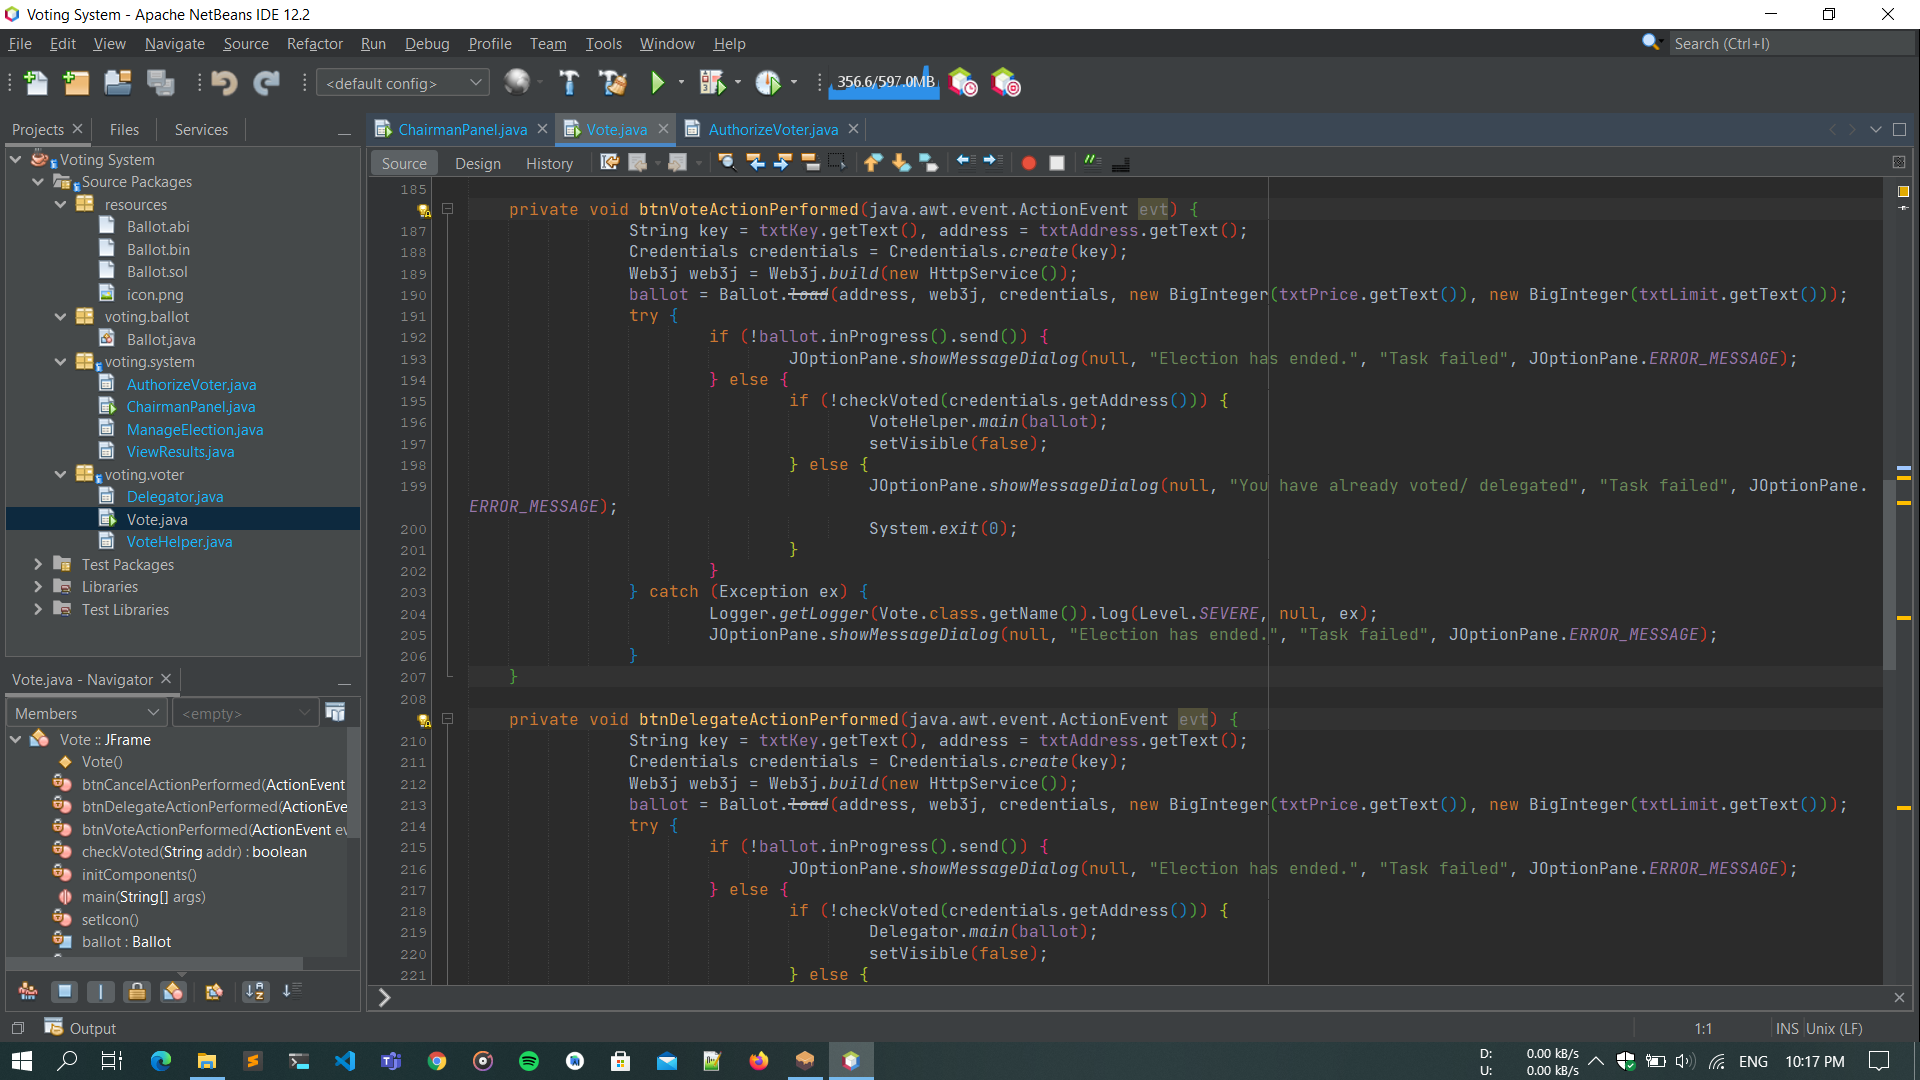 Voting System - Apache NetBeans IDE 12.2
File Edit View Navigate Source Refactor Run Debug Profile Team Tools Window Help
Search (Ctrl+I)
<default config>
356.6/597.0MB
Projects Files Services
ChairmanPanel.java Vote.java AuthorizeVoter.java
Source Design History
Voting System
Source Packages
resources
Ballot.abi
Ballot.bin
Ballot.sol
icon.png
voting.ballot
Ballot.java
voting.system
AuthorizeVoter.java
ChairmanPanel.java
ManageElection.java
ViewResults.java
voting.voter
Delegator.java
Vote.java
VoteHelper.java
Test Packages
Libraries
Test Libraries
Vote.java - Navigator
Members <empty>
Vote :: JFrame
Vote()
btnCancelActionPerformed(ActionEvent
btnDelegateActionPerformed(ActionEve
btnVoteActionPerformed(ActionEvent ev
checkVoted(String addr) : boolean
initComponents()
main(String[] args)
setIcon()
ballot : Ballot
185
private void btnVoteActionPerformed(java.awt.event.ActionEvent evt) {
187 String key = txtKey.getText(), address = txtAddress.getText();
188 Credentials credentials = Credentials.create(key);
189 Web3j web3j = Web3j.build(new HttpService());
190 ballot = Ballot.load(address, web3j, credentials, new BigInteger(txtPrice.getText()), new BigInteger(txtLimit.getText()));
191 try {
192 if (!ballot.inProgress().send()) {
193 JOptionPane.showMessageDialog(null, "Election has ended.", "Task failed", JOptionPane.ERROR_MESSAGE);
194 } else {
195 if (!checkVoted(credentials.getAddress())) {
196 VoteHelper.main(ballot);
197 setVisible(false);
198 } else {
199 JOptionPane.showMessageDialog(null, "You have already voted/ delegated", "Task failed", JOptionPane.
ERROR_MESSAGE);
200 System.exit(0);
201 }
202 }
203 } catch (Exception ex) {
204 Logger.getLogger(Vote.class.getName()).log(Level.SEVERE, null, ex);
205 JOptionPane.showMessageDialog(null, "Election has ended.", "Task failed", JOptionPane.ERROR_MESSAGE);
206 }
207 }
208
private void btnDelegateActionPerformed(java.awt.event.ActionEvent evt) {
210 String key = txtKey.getText(), address = txtAddress.getText();
211 Credentials credentials = Credentials.create(key);
212 Web3j web3j = Web3j.build(new HttpService());
213 ballot = Ballot.load(address, web3j, credentials, new BigInteger(txtPrice.getText()), new BigInteger(txtLimit.getText()));
214 try {
215 if (!ballot.inProgress().send()) {
216 JOptionPane.showMessageDialog(null, "Election has ended.", "Task failed", JOptionPane.ERROR_MESSAGE);
217 } else {
218 if (!checkVoted(credentials.getAddress())) {
219 Delegator.main(ballot);
220 setVisible(false);
221 } else {
Output
1:1 INS Unix (LF)
D: 0.00 kB/s
U: 0.00 kB/s
ENG 10:17 PM